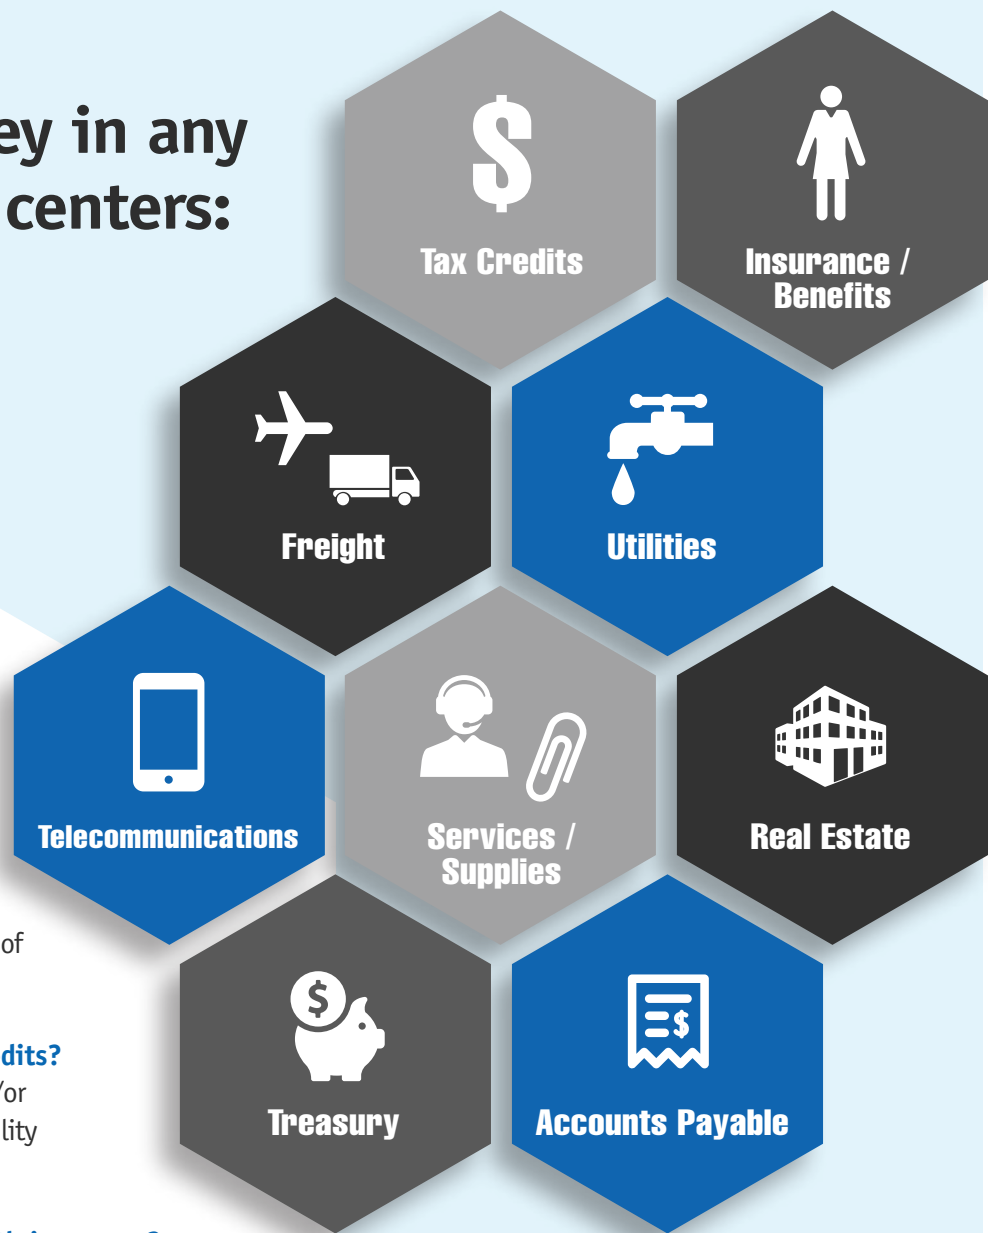 ey in any
centers:
$
Tax Credits
Insurance /
Benefits
Freight
Utilities
Telecommunications
Services /
Supplies
Real Estate
of
dits?
/or
lity
$
Treasury
$
Accounts Payable